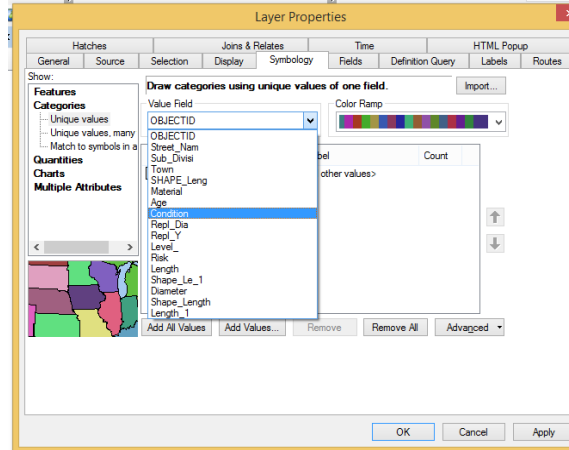 Layer Properties
Hatches Joins & Relates Time HTML Popup
General Source Selection Display Symbology Fields Definition Query Labels Routes
Show:
Features
Categories
Unique values
Unique values, many
Match to symbols in a
Quantities
Charts
Multiple Attributes
Draw categories using unique values of one field.
Import...
Value Field
Color Ramp
OBJECTID
OBJECTID
Street_Nam
Sub_Divisi
Town
SHAPE_Leng
Material
Age
Condition
Repl_Dia
Repl_Y
Level_
Risk
Length
Shape_Le_1
Diameter
Shape_Length
Length_1
bel Count
other values>
Add All Values Add Values... Remove Remove All Advanced
OK Cancel Apply